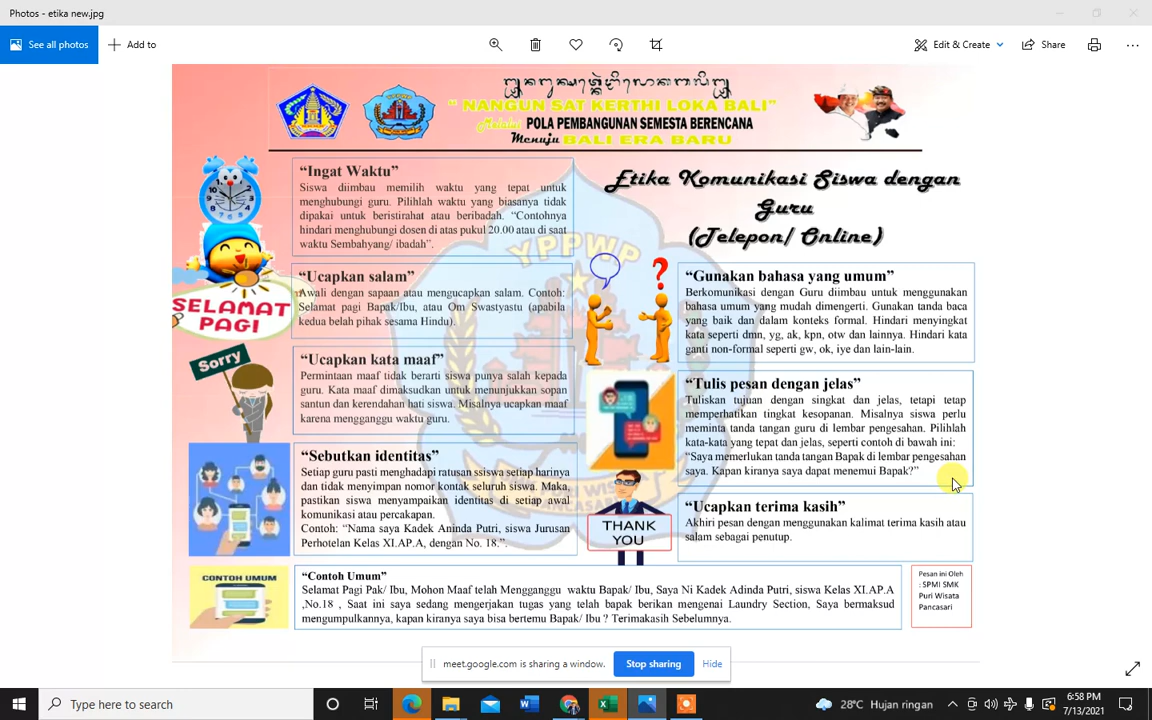 Photos - etika new.jpg
See all photos
Add to
Edit & Create
Share
“ NANGUN SAT KERTHI LOKA BALI”
Melalui POLA PEMBANGUNAN SEMESTA BERENCANA
Menuju BALI ERA BARU
Etika Komunikasi Siswa dengan
Guru
(Telepon/ Online)
“Ingat Waktu”
Siswa diimbau memilih waktu yang tepat untuk
menghubungi guru. Pilihlah waktu yang biasanya tidak
dipakai untuk beristirahat atau beribadah. “Contohnya
hindari menghubungi dosen di atas pukul 20.00 atau di saat
waktu Sembahyang/ ibadah”.
“Ucapkan salam”
Awali dengan sapaan atau mengucapkan salam. Contoh:
Selamat pagi Bapak/Ibu, atau Om Swastyastu (apabila
kedua belah pihak sesama Hindu).
SELAMAT
PAGI!
Sorry
“Ucapkan kata maaf”
Permintaan maaf tidak berarti siswa punya salah kepada
guru. Kata maaf dimaksudkan untuk menunjukkan sopan
santun dan kerendahan hati siswa. Misalnya ucapkan maaf
karena mengganggu waktu guru.
“Sebutkan identitas”
Setiap guru pasti menghadapi ratusan ssiswa setiap harinya
dan tidak menyimpan nomor kontak seluruh siswa. Maka,
pastikan siswa menyampaikan identitas di setiap awal
komunikasi atau percakapan.
Contoh: “Nama saya Kadek Aninda Putri, siswa Jurusan
Perhotelan Kelas XI.AP.A, dengan No. 18.”.
?
“Gunakan bahasa yang umum”
Berkomunikasi dengan Guru diimbau untuk menggunakan
bahasa umum yang mudah dimengerti. Gunakan tanda baca
yang baik dan dalam konteks formal. Hindari menyingkat
kata seperti dmn, yg, ak, kpn, otw dan lainnya. Hindari kata
ganti non-formal seperti gw, ok, iye dan lain-lain.
“Tulis pesan dengan jelas”
Tuliskan tujuan dengan singkat dan jelas, tetapi tetap
memperhatikan tingkat kesopanan. Misalnya siswa perlu
meminta tanda tangan guru di lembar pengesahan. Pilihlah
kata-kata yang tepat dan jelas, seperti contoh di bawah ini:
“Saya memerlukan tanda tangan Bapak di lembar pengesahan
saya. Kapan kiranya saya dapat menemui Bapak?”
THANK
YOU
“Ucapkan terima kasih”
Akhiri pesan dengan menggunakan kalimat terima kasih atau
salam sebagai penutup.
YPPWP
CONTOH UMUM
“Contoh Umum”
Selamat Pagi Pak/ Ibu, Mohon Maaf telah Mengganggu waktu Bapak/ Ibu, Saya Ni Kadek Adinda Putri, siswa Kelas XI.AP.A
,No.18 , Saat ini saya sedang mengerjakan tugas yang telah bapak berikan mengenai Laundry Section, Saya bermaksud
mengumpulkannya, kapan kiranya saya bisa bertemu Bapak/ Ibu ? Terimakasih Sebelumnya.
Pesan ini Oleh
: SPMI SMK
Puri Wisata
Pancasari
meet.google.com is sharing a window.
Stop sharing
Hide
Type here to search
28°C Hujan ringan
6:58 PM
7/13/2021